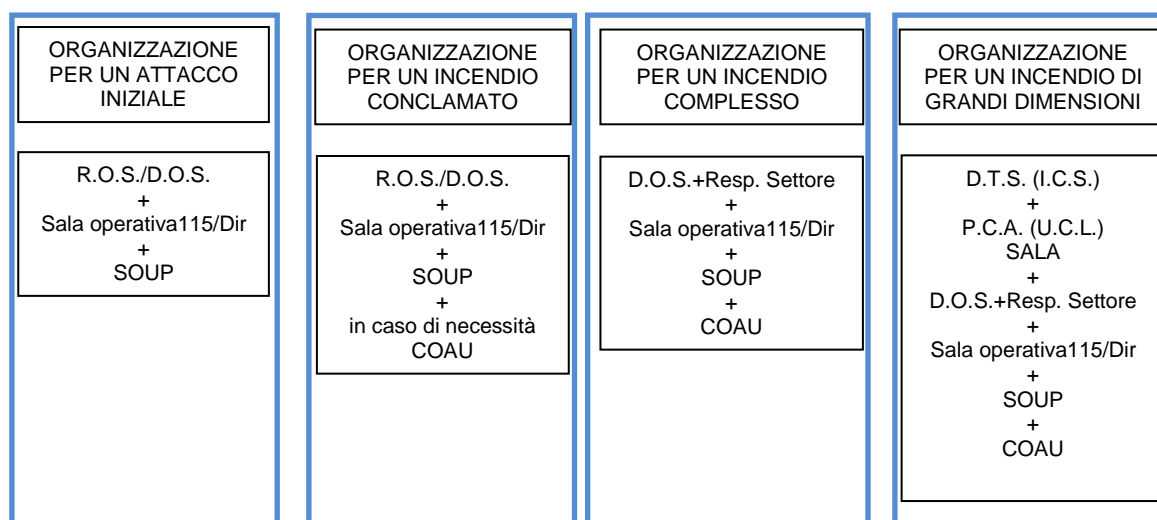 ORGANIZZAZIONE
PER UN ATTACCO
INIZIALE
R.O.S./D.O.S.
+
Sala operativa115/Dir
+
SOUP
ORGANIZZAZIONE
PER UN INCENDIO
CONCLAMATO
R.O.S./D.O.S.
+
Sala operativa115/Dir
+
SOUP
+
in caso di necessità
COAU
ORGANIZZAZIONE
PER UN INCENDIO
COMPLESSO
D.O.S.+Resp. Settore
+
Sala operativa115/Dir
+
SOUP
+
COAU
ORGANIZZAZIONE
PER UN INCENDIO DI
GRANDI DIMENSIONI
D.T.S. (I.C.S.)
+
P.C.A. (U.C.L.)
SALA
+
D.O.S.+Resp. Settore
+
Sala operativa115/Dir
+
SOUP
+
COAU